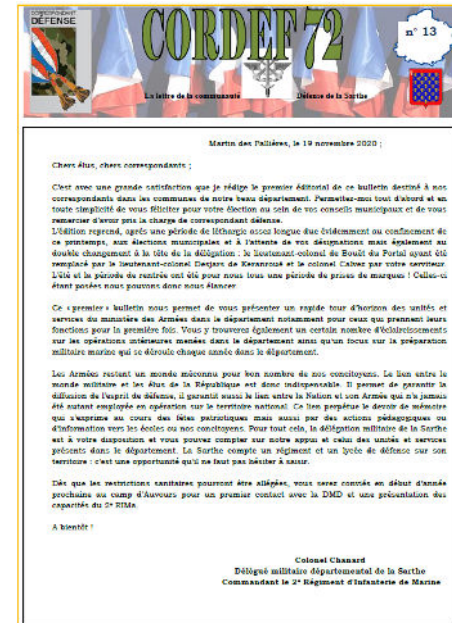 CORRESPONDANT
DÉFENSE
CORDEF 72
n° 13
La lettre de la communauté Défense de la Sarthe
Martin des Pallières, le 19 novembre 2020 ;
Chers élus, chers correspondants ;
C'est avec une grande satisfaction que je rédige le premier éditorial de ce bulletin destiné à nos
correspondants dans les communes de notre beau département. Permettez-moi tout d'abord et en
toute simplicité de vous féliciter pour votre élection au sein de vos conseils municipaux et de vous
remercier d'avoir pris la charge de correspondant défense.
L'édition reprend, après une période de léthargie assez longue due évidemment au confinement de
ce printemps, aux élections municipales et à l'attente de vos désignations mais également au
double changement à la tête de la délégation : le lieutenant-colonel de Bouët du Portal ayant été
remplacé par le lieutenant-colonel Desjars de Keranrouë et le colonel Calvez par votre serviteur.
L'été et la période de rentrée ont été pour nous tous une période de prises de marques ! Celles-ci
étant posées nous pouvons donc nous élancer.
Ce « premier » bulletin nous permet de vous présenter un rapide tour d'horizon des unités et
services du ministère des Armées dans le département notamment pour ceux qui prennent leurs
fonctions pour la première fois. Vous y trouverez également un certain nombre d'éclaircissements
sur les opérations intérieures menées dans le département ainsi qu'un focus sur la préparation
militaire marine qui se déroule chaque année dans le département.
Les Armées restent un monde méconnu pour bon nombre de nos concitoyens. Le lien entre le
monde militaire et les élus de la République est donc indispensable. Il permet de garantir la
diffusion de l'esprit de défense, il garantit aussi le lien entre la Nation et son Armée qui n'a jamais
été autant employée en opération sur le territoire national. Ce lien perpétue le devoir de mémoire
qui s'exprime au cours des fêtes patriotiques mais aussi par des actions pédagogiques ou
d'information vers les écoles ou nos concitoyens. Pour tout cela, la délégation militaire de la Sarthe
est à votre disposition et vous pouvez compter sur notre appui et celui des unités et services
présents dans le département. La Sarthe compte un régiment et un lycée de défense sur son
territoire : c'est une opportunité qu'il ne faut pas hésiter à saisir.
Dès que les restrictions sanitaires pourront être allégées, vous serez conviés en début d'année
prochaine au camp d'Auvours pour un premier contact avec la DMD et une présentation des
capacités du 2e RIMa.
A bientôt !
Colonel Chanard
Délégué militaire départemental de la Sarthe
Commandant le 2e Régiment d'Infanterie de Marine